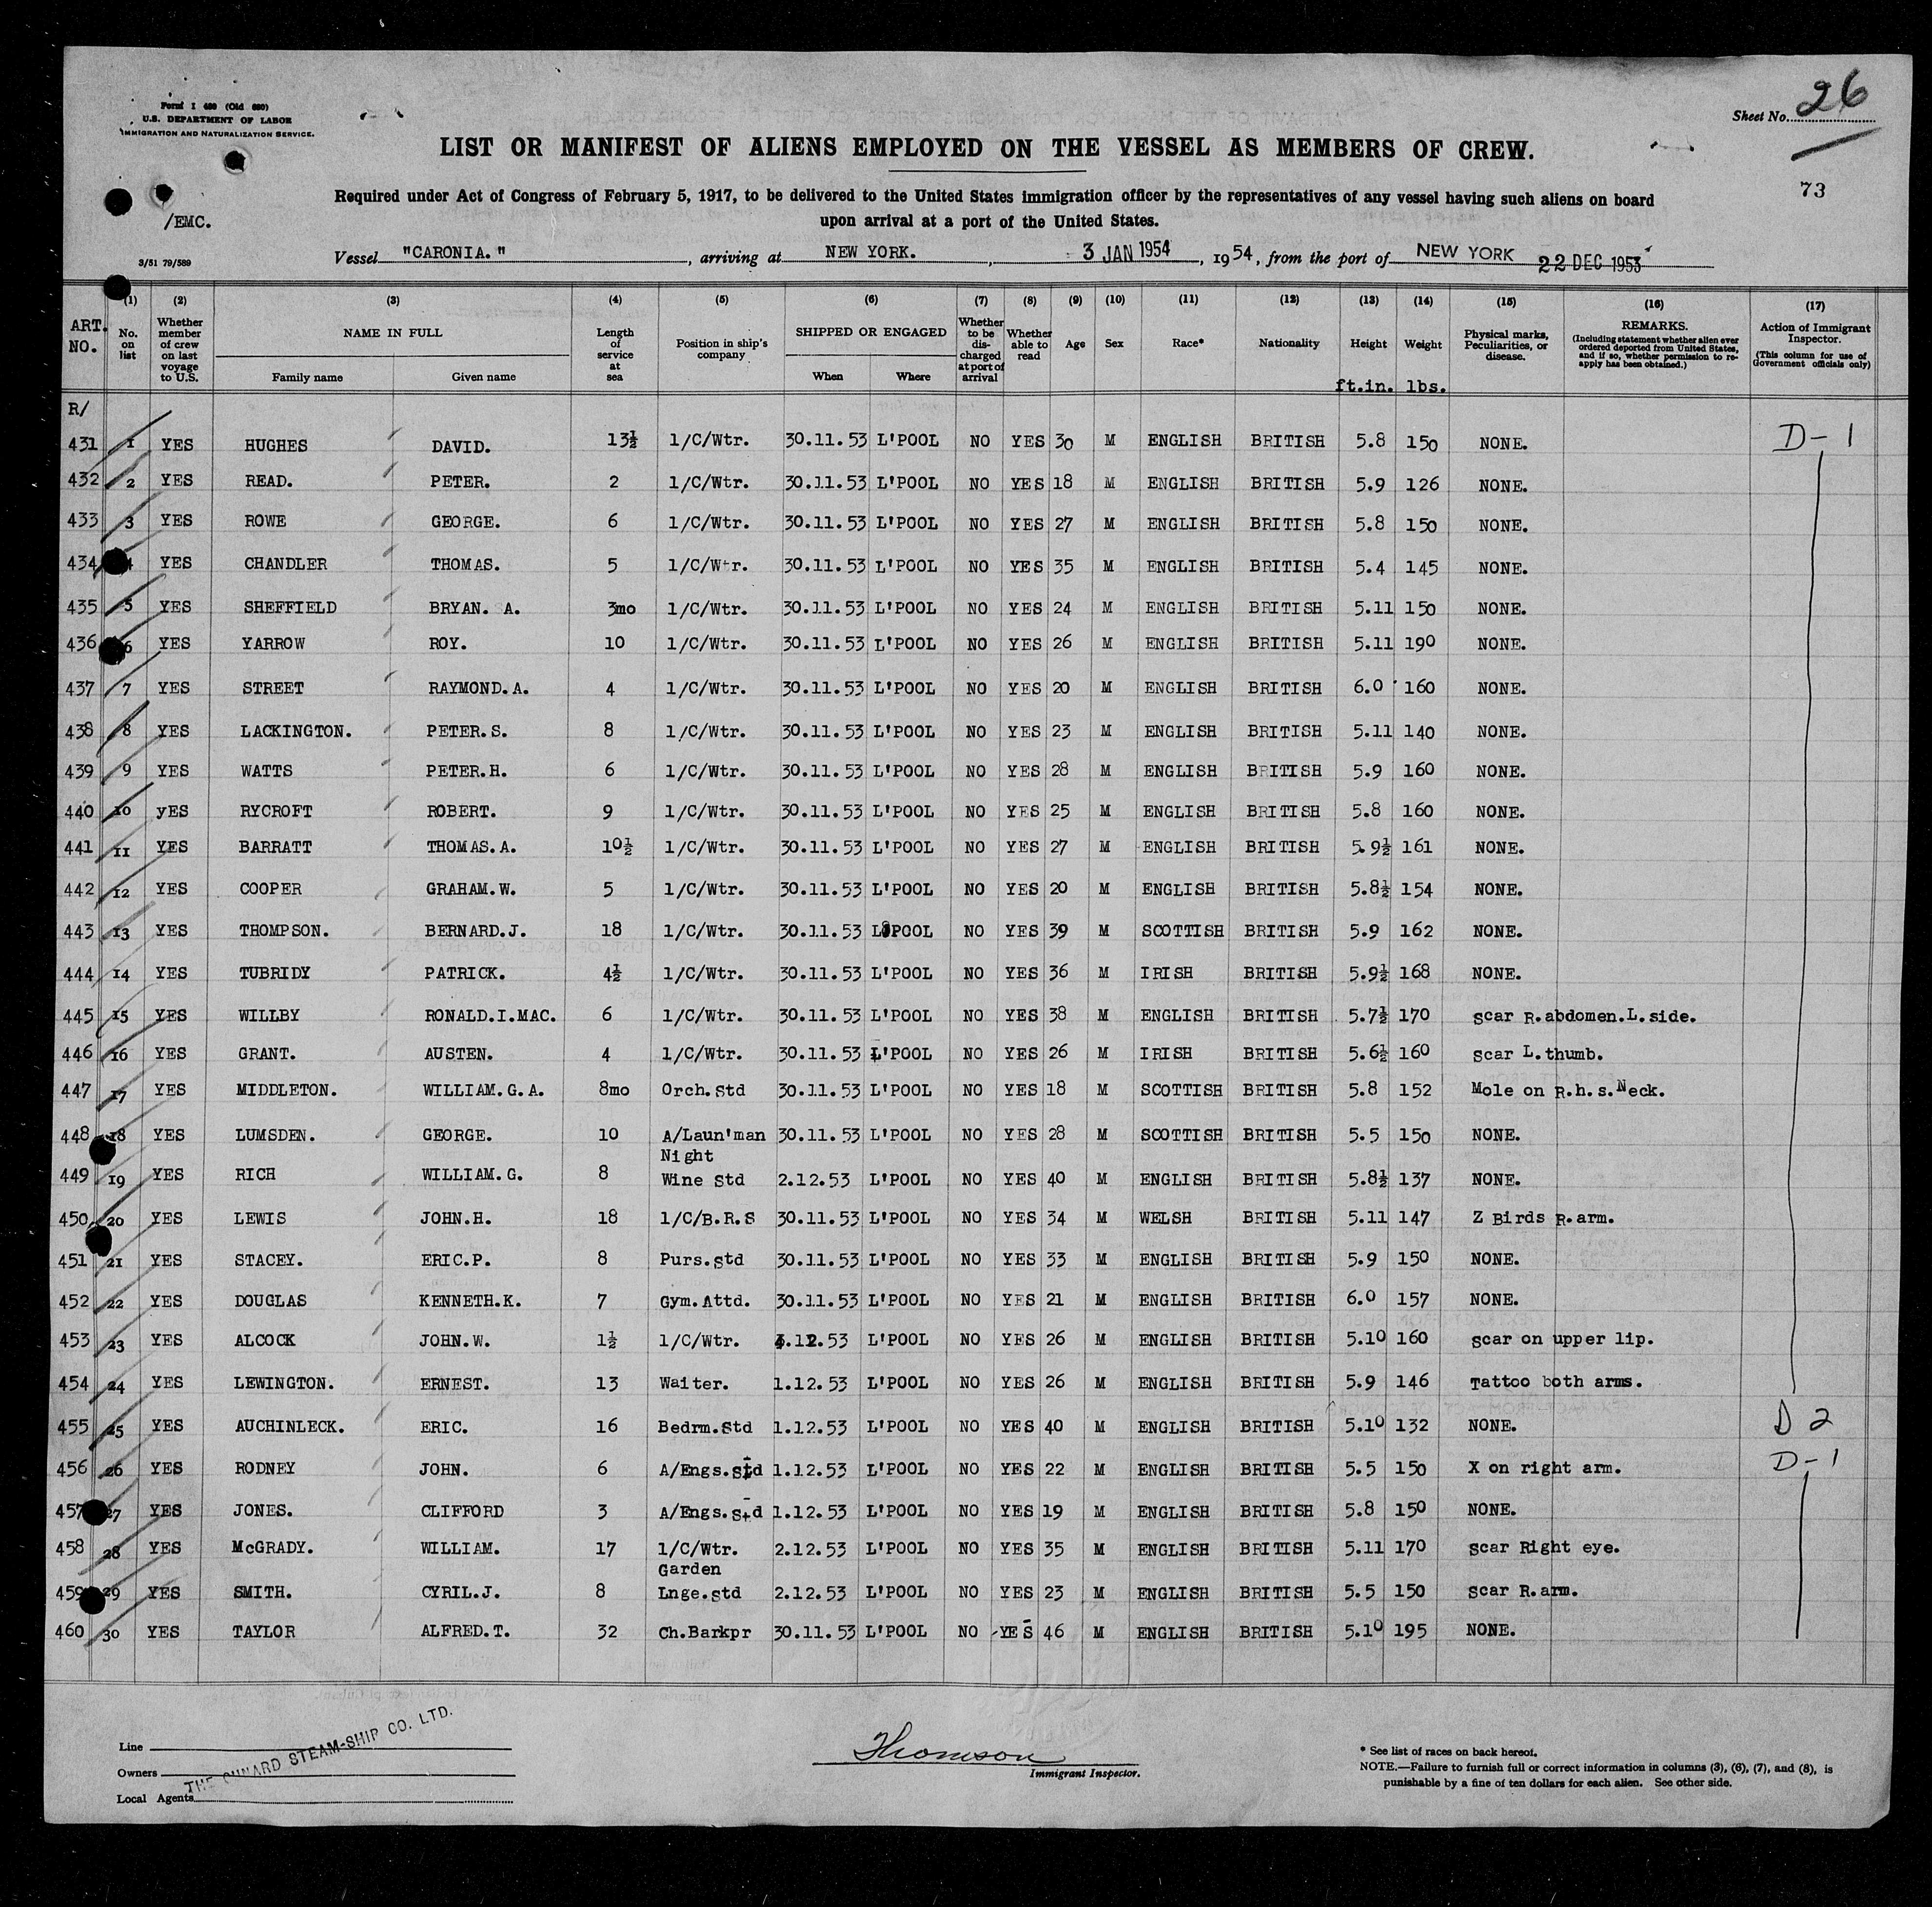 Form I 489 (Old 680)
U.S. DEPARTMENT OF LABOR
IMMIGRATION AND NATURALIZATION SERVICE.
Sheet No. 26
LIST OR MANIFEST OF ALIENS EMPLOYED ON THE VESSEL AS MEMBERS OF CREW.
73
Required under Act of Congress of February 5, 1917, to be delivered to the United States immigration officer by the representatives of any vessel having such aliens on board
upon arrival at a port of the United States.
/EMC.
3/51 79/589
Vessel "CARONIA." , arriving at NEW YORK. , 3 JAN 1954 , 1954, from the port of NEW YORK 22 DEC 1953
ART. NO. (1) No. on list (2) Whether member of crew on last voyage to U.S. (3) NAME IN FULL Family name Given name (4) Length of service at sea (5) Position in ship's company (6) SHIPPED OR ENGAGED When Where (7) Whether to be discharged at port of arrival (8) Whether able to read (9) Age (10) Sex (11) Race* (12) Nationality (13) Height ft.in. (14) Weight lbs. (15) Physical marks, Peculiarities, or disease. (16) REMARKS. (Including statement whether alien ever ordered deported from United States, and if so, whether permission to re-apply has been obtained.) (17) Action of Immigrant Inspector. (This column for use of Government officials only)
R/
431 1 YES HUGHES DAVID. 13½ 1/C/Wtr. 30.11.53 L'POOL NO YES 30 M ENGLISH BRITISH 5.8 150 NONE. D-1
432 2 YES READ. PETER. 2 1/C/Wtr. 30.11.53 L'POOL NO YES 18 M ENGLISH BRITISH 5.9 126 NONE.
433 3 YES ROWE GEORGE. 6 1/C/Wtr. 30.11.53 L'POOL NO YES 27 M ENGLISH BRITISH 5.8 150 NONE.
434 4 YES CHANDLER THOMAS. 5 1/C/Wtr. 30.11.53 L'POOL NO YES 35 M ENGLISH BRITISH 5.4 145 NONE.
435 5 YES SHEFFIELD BRYAN. A. 3mo 1/C/Wtr. 30.11.53 L'POOL NO YES 24 M ENGLISH BRITISH 5.11 150 NONE.
436 6 YES YARROW ROY. 10 1/C/Wtr. 30.11.53 L'POOL NO YES 26 M ENGLISH BRITISH 5.11 190 NONE.
437 7 YES STREET RAYMOND.A. 4 1/C/Wtr. 30.11.53 L'POOL NO YES 20 M ENGLISH BRITISH 6.0 160 NONE.
438 8 YES LACKINGTON. PETER.S. 8 1/C/Wtr. 30.11.53 L'POOL NO YES 23 M ENGLISH BRITISH 5.11 140 NONE.
439 9 YES WATTS PETER.H. 6 1/C/Wtr. 30.11.53 L'POOL NO YES 28 M ENGLISH BRITISH 5.9 160 NONE.
440 10 yES RYCROFT ROBERT. 9 1/C/Wtr. 30.11.53 L'POOL NO YES 25 M ENGLISH BRITISH 5.8 160 NONE.
441 11 YES BARRATT THOMAS.A. 10½ 1/C/Wtr. 30.11.53 L'POOL NO YES 27 M ENGLISH BRITISH 5.9½ 161 NONE.
442 12 YES COOPER GRAHAM.W. 5 1/C/Wtr. 30.11.53 L'POOL NO YES 20 M ENGLISH BRITISH 5.8½ 154 NONE.
443 13 YES THOMPSON. BERNARD.J. 18 1/C/Wtr. 30.11.53 L'POOL NO YES 39 M SCOTTISH BRITISH 5.9 162 NONE.
444 14 YES TUBRIDY PATRICK. 4½ 1/C/Wtr. 30.11.53 L'POOL NO YES 36 M IRISH BRITISH 5.9½ 168 NONE.
445 15 YES WILLBY RONALD.I.MAC. 6 1/C/Wtr. 30.11.53 L'POOL NO YES 38 M ENGLISH BRITISH 5.7½ 170 scar R.abdomen.L.side.
446 16 YES GRANT. AUSTEN. 4 1/C/Wtr. 30.11.53 L'POOL NO YES 26 M IRISH BRITISH 5.6½ 160 scar L.thumb.
447 17 YES MIDDLETON. WILLIAM.G.A. 8mo Orch.Std 30.11.53 L'POOL NO YES 18 M SCOTTISH BRITISH 5.8 152 Mole on R.h.s.Neck.
448 18 YES LUMSDEN. GEORGE. 10 A/Laun'man 30.11.53 L'POOL NO YES 28 M SCOTTISH BRITISH 5.5 150 NONE.
449 19 YES RICH WILLIAM.G. 8 Night Wine Std 2.12.53 L'POOL NO YES 40 M ENGLISH BRITISH 5.8½ 137 NONE.
450 20 YES LEWIS JOHN.H. 18 1/C/B.R.S 30.11.53 L'POOL NO YES 34 M WELSH BRITISH 5.11 147 Z Birds R.arm.
451 21 YES STACEY. ERIC.P. 8 Purs.Std 30.11.53 L'POOL NO YES 33 M ENGLISH BRITISH 5.9 150 NONE.
452 22 YES DOUGLAS KENNETH.K. 7 Gym.Attd. 30.11.53 L'POOL NO YES 21 M ENGLISH BRITISH 6.0 157 NONE.
453 23 YES ALCOCK JOHN.W. 1½ 1/C/Wtr. .12.53 L'POOL NO YES 26 M ENGLISH BRITISH 5.10 160 scar on upper lip.
454 24 YES LEWINGTON. ERNEST. 13 Waiter. 1.12.53 L'POOL NO YES 26 M ENGLISH BRITISH 5.9 146 Tattoo both arms.
455 25 YES AUCHINLECK. ERIC. 16 Bedrm.Std 1.12.53 L'POOL NO YES 40 M ENGLISH BRITISH 5.10 132 NONE. D 2
456 26 YES RODNEY JOHN. 6 A/Engs.Std 1.12.53 L'POOL NO YES 22 M ENGLISH BRITISH 5.5 150 X on right arm. D-1
457 27 YES JONES. CLIFFORD 3 A/Engs.Std 1.12.53 L'POOL NO YES 19 M ENGLISH BRITISH 5.8 150 NONE.
458 28 YES McGRADY. WILLIAM. 17 1/C/Wtr. 2.12.53 L'POOL NO YES 35 M ENGLISH BRITISH 5.11 170 scar Right eye.
459 29 YES SMITH. CYRIL.J. 8 Garden Lnge.std 2.12.53 L'POOL NO YES 23 M ENGLISH BRITISH 5.5 150 scar R.arm.
460 30 YES TAYLOR ALFRED.T. 32 Ch.Barkpr 30.11.53 L'POOL NO YES 46 M ENGLISH BRITISH 5.10 195 NONE.
Line
Owners THE CUNARD STEAM-SHIP CO. LTD.
Local Agents
Thomson
Immigrant Inspector.
* See list of races on back hereof.
NOTE.—Failure to furnish full or correct information in columns (3), (6), (7), and (8), is
punishable by a fine of ten dollars for each alien. See other side.